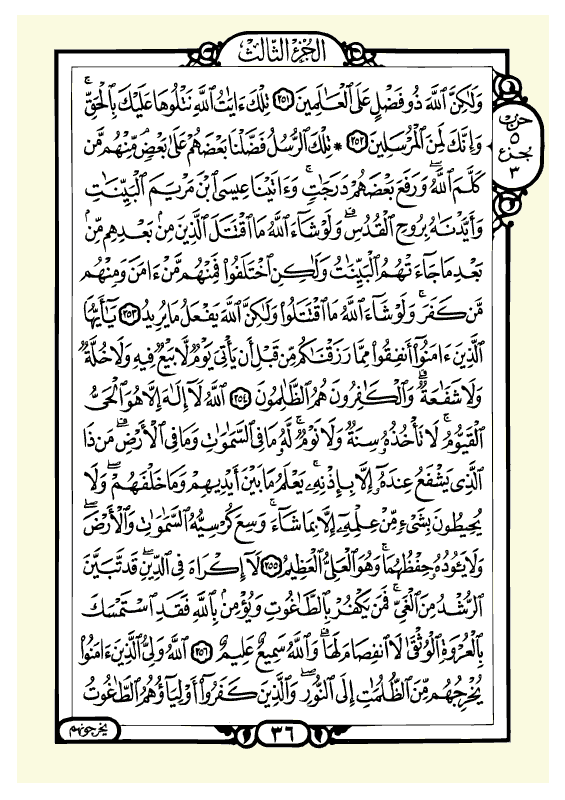 الجزء الثالث
وَلَٰكِنَّ ٱللَّهَ ذُو فَضْلٍ عَلَى ٱلْعَٰلَمِينَ ٢٥١ تِلْكَ ءَايَٰتُ ٱللَّهِ نَتْلُوهَا عَلَيْكَ بِٱلْحَقِّ ۚ
وَإِنَّكَ لَمِنَ ٱلْمُرْسَلِينَ ٢٥٢ * تِلْكَ ٱلرُّسُلُ فَضَّلْنَا بَعْضَهُمْ عَلَىٰ بَعْضٍ ۘ مِّنْهُم مَّن
حزب
٥
جزء
٣
كَلَّمَ ٱللَّهُ ۖ وَرَفَعَ بَعْضَهُمْ دَرَجَٰتٍ ۚ وَءَاتَيْنَا عِيسَى ٱبْنَ مَرْيَمَ ٱلْبَيِّنَٰتِ
وَأَيَّدْنَٰهُ بِرُوحِ ٱلْقُدُسِ ۗ وَلَوْ شَآءَ ٱللَّهُ مَا ٱقْتَتَلَ ٱلَّذِينَ مِنۢ بَعْدِهِم مِّنۢ
بَعْدِ مَا جَآءَتْهُمُ ٱلْبَيِّنَٰتُ وَلَٰكِنِ ٱخْتَلَفُوا۟ فَمِنْهُم مَّنْ ءَامَنَ وَمِنْهُم
مَّن كَفَرَ ۚ وَلَوْ شَآءَ ٱللَّهُ مَا ٱقْتَتَلُوا۟ وَلَٰكِنَّ ٱللَّهَ يَفْعَلُ مَا يُرِيدُ ٢٥٣ يَٰٓأَيُّهَا
ٱلَّذِينَ ءَامَنُوٓا۟ أَنفِقُوا۟ مِمَّا رَزَقْنَٰكُم مِّن قَبْلِ أَن يَأْتِىَ يَوْمٌ لَّا بَيْعٌ فِيهِ وَلَا خُلَّةٌ
وَلَا شَفَٰعَةٌ ۗ وَٱلْكَٰفِرُونَ هُمُ ٱلظَّٰلِمُونَ ٢٥٤ ٱللَّهُ لَآ إِلَٰهَ إِلَّا هُوَ ٱلْحَىُّ
ٱلْقَيُّومُ ۚ لَا تَأْخُذُهُۥ سِنَةٌ وَلَا نَوْمٌ ۚ لَّهُۥ مَا فِى ٱلسَّمَٰوَٰتِ وَمَا فِى ٱلْأَرْضِ ۗ مَن ذَا
ٱلَّذِى يَشْفَعُ عِندَهُۥٓ إِلَّا بِإِذْنِهِۦ ۚ يَعْلَمُ مَا بَيْنَ أَيْدِيهِمْ وَمَا خَلْفَهُمْ ۖ وَلَا
يُحِيطُونَ بِشَىْءٍ مِّنْ عِلْمِهِۦٓ إِلَّا بِمَا شَآءَ ۚ وَسِعَ كُرْسِيُّهُ ٱلسَّمَٰوَٰتِ وَٱلْأَرْضَ ۖ
وَلَا يَـُٔودُهُۥ حِفْظُهُمَا ۚ وَهُوَ ٱلْعَلِىُّ ٱلْعَظِيمُ ٢٥٥ لَآ إِكْرَاهَ فِى ٱلدِّينِ ۖ قَد تَّبَيَّنَ
ٱلرُّشْدُ مِنَ ٱلْغَىِّ ۚ فَمَن يَكْفُرْ بِٱلطَّٰغُوتِ وَيُؤْمِنۢ بِٱللَّهِ فَقَدِ ٱسْتَمْسَكَ
بِٱلْعُرْوَةِ ٱلْوُثْقَىٰ لَا ٱنفِصَامَ لَهَا ۗ وَٱللَّهُ سَمِيعٌ عَلِيمٌ ٢٥٦ ٱللَّهُ وَلِىُّ ٱلَّذِينَ ءَامَنُوا۟
يُخْرِجُهُم مِّنَ ٱلظُّلُمَٰتِ إِلَى ٱلنُّورِ ۖ وَٱلَّذِينَ كَفَرُوٓا۟ أَوْلِيَآؤُهُمُ ٱلطَّٰغُوتُ
٣٦
يخرجونهم